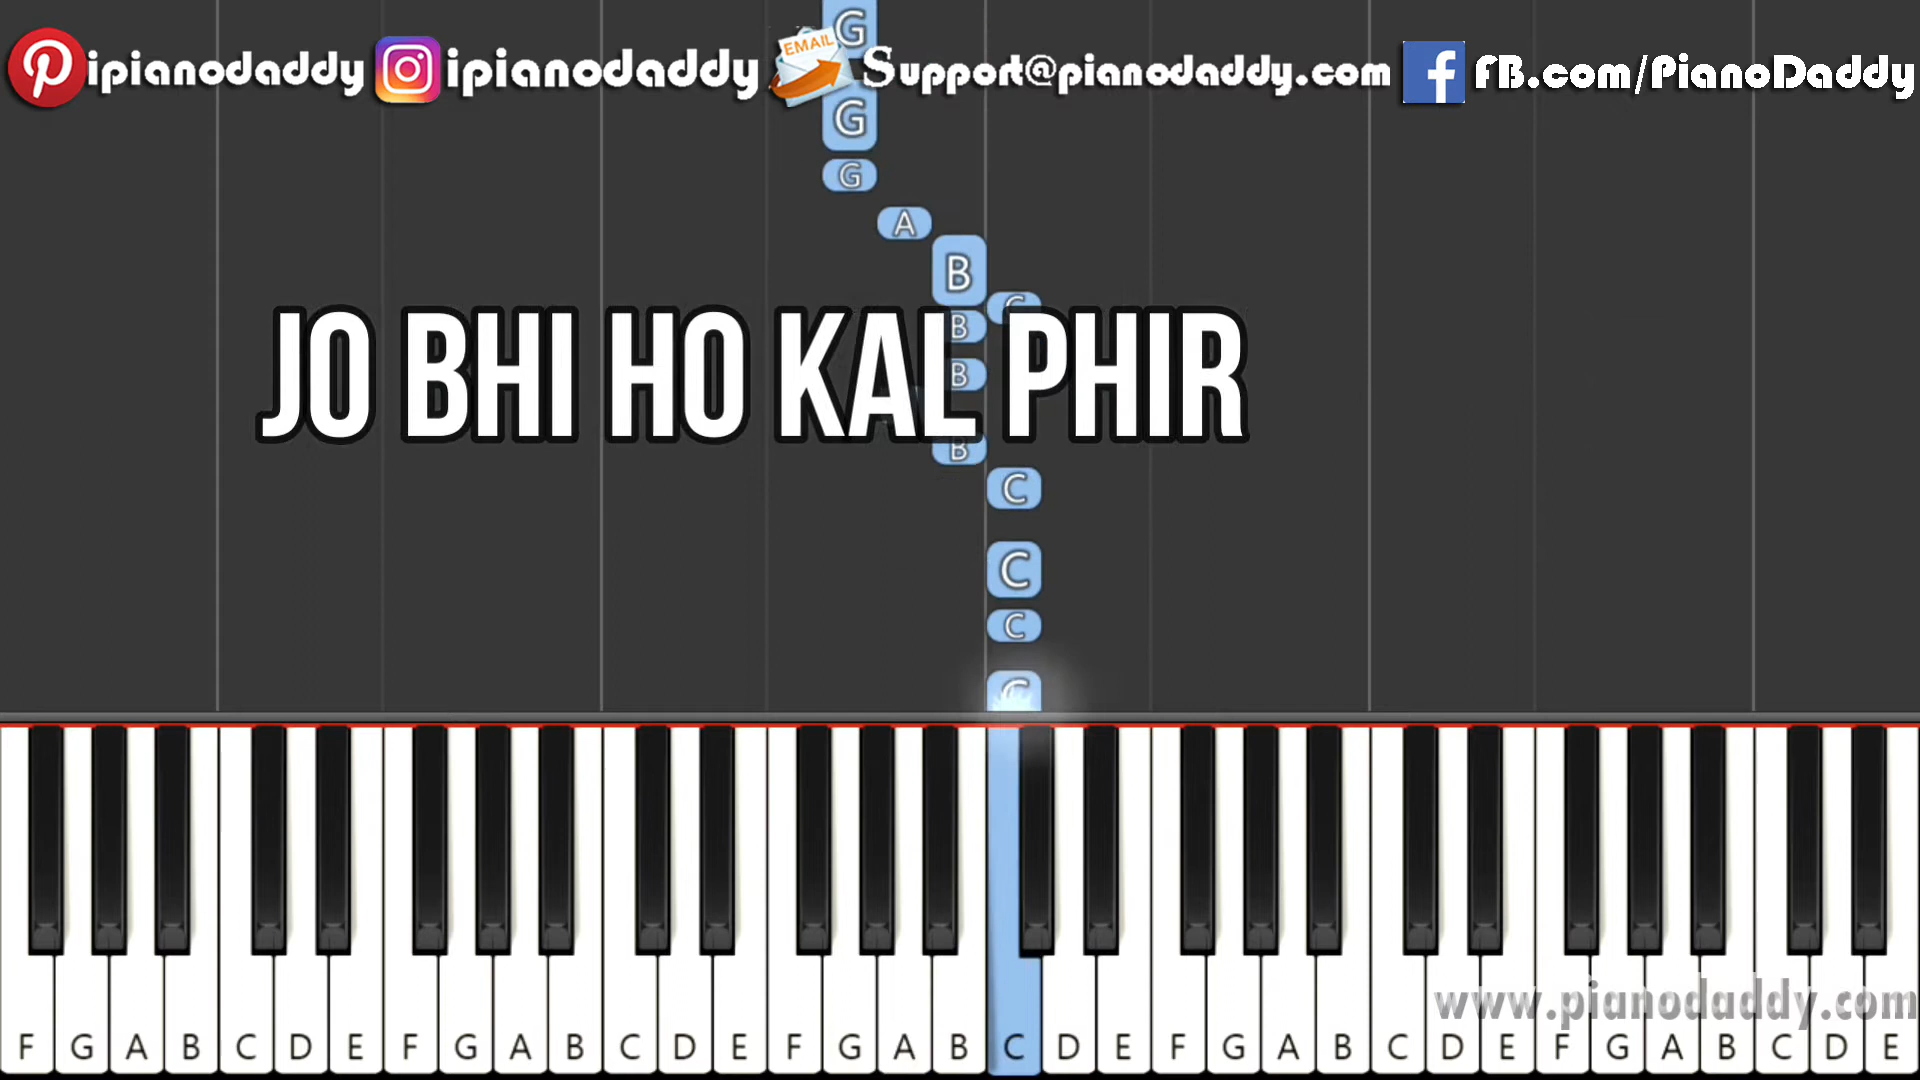 ipianodaddy ipianodaddy EMAIL Support@pianodaddy.com f FB.com/PianoDaddy
G
G
G
A
B
C
B
JO BHI HO KAL PHIR
B
B
C
C
C
C
www.pianodaddy.com
F G A B C D E F G A B C D E F G A B C D E F G A B C D E F G A B C D E